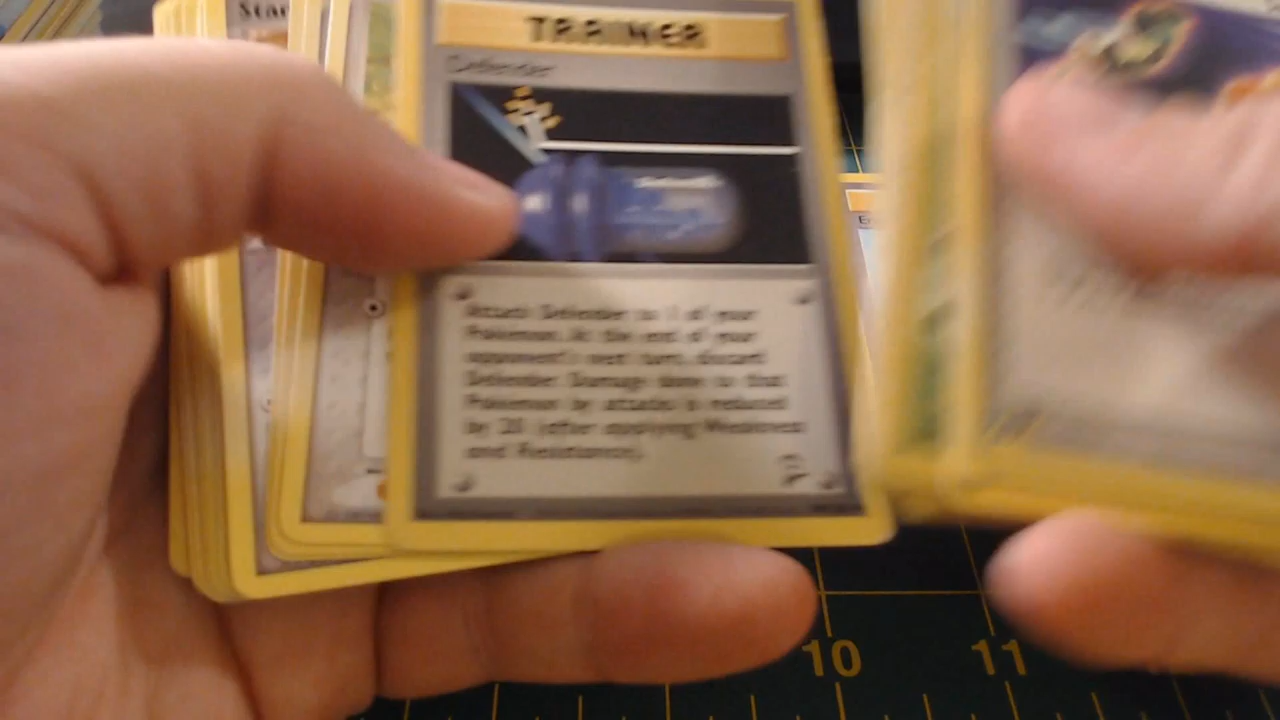 TRAINER
Defender
Attach Defender to 1 of your
Pokémon. At the end of your
opponent's next turn, discard
Defender. Damage done to that
Pokémon by attacks is reduced
by 20 (after applying Weakness
and Resistance).
10
11